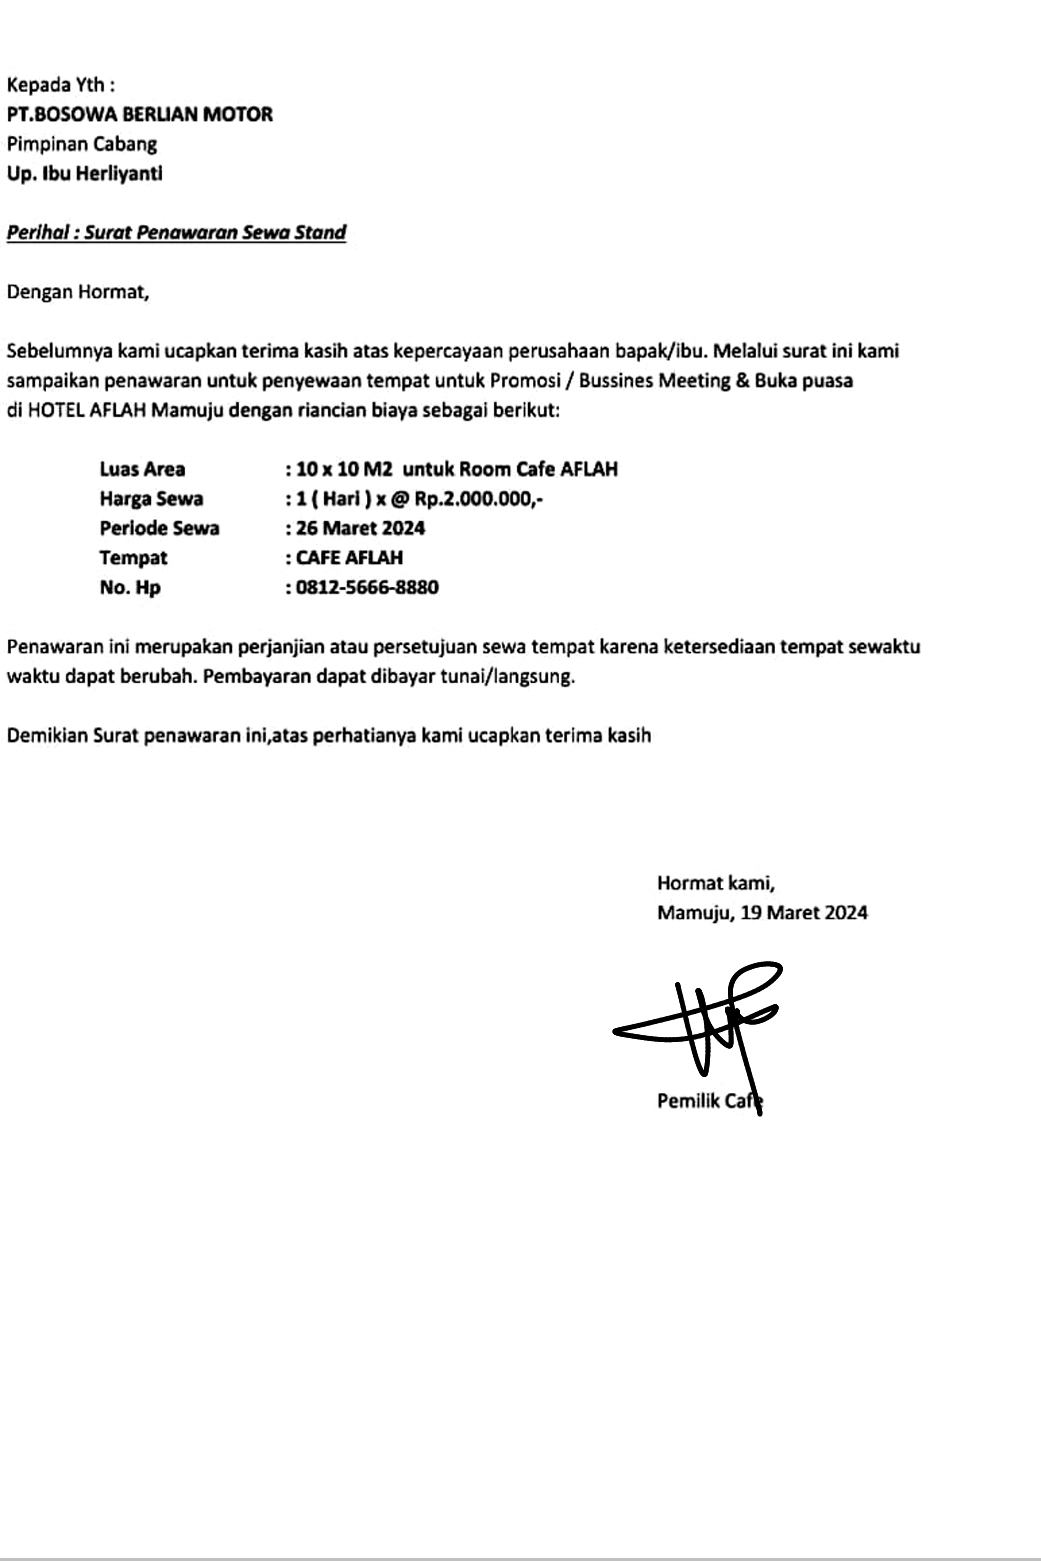 Kepada Yth :
PT.BOSOWA BERLIAN MOTOR
Pimpinan Cabang
Up. Ibu Herliyanti
Perihal : Surat Penawaran Sewa Stand
Dengan Hormat,
Sebelumnya kami ucapkan terima kasih atas kepercayaan perusahaan bapak/ibu. Melalui surat ini kami
sampaikan penawaran untuk penyewaan tempat untuk Promosi / Bussines Meeting & Buka puasa
di HOTEL AFLAH Mamuju dengan riancian biaya sebagai berikut:
Luas Area : 10 x 10 M2 untuk Room Cafe AFLAH
Harga Sewa : 1 ( Hari ) x @ Rp.2.000.000,-
Periode Sewa : 26 Maret 2024
Tempat : CAFE AFLAH
No. Hp : 0812-5666-8880
Penawaran ini merupakan perjanjian atau persetujuan sewa tempat karena ketersediaan tempat sewaktu
waktu dapat berubah. Pembayaran dapat dibayar tunai/langsung.
Demikian Surat penawaran ini,atas perhatianya kami ucapkan terima kasih
Hormat kami,
Mamuju, 19 Maret 2024
Pemilik Cafe